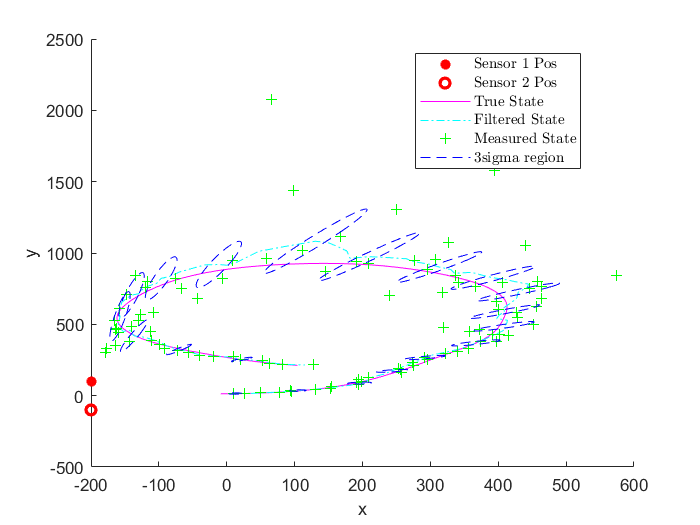 2500
2000
1500
1000
500
0
-500
-200 -100 0 100 200 300 400 500 600
x
y
Sensor 1 Pos
Sensor 2 Pos
True State
Filtered State
Measured State
3sigma region